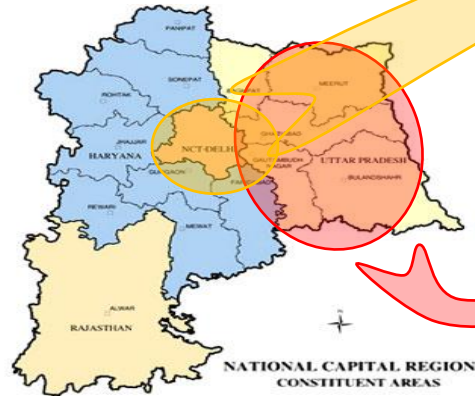 PANIPAT
SONEPAT
ROHTAK
BAGHPAT
MEERUT
JHAJJAR
HARYANA
NCT-DELHI
GHAZIABAD
GAUTAM BUDH
NAGAR
UTTAR PRADESH
GURGAON
FARIDABAD
BULANDSHAHR
REWARI
MEWAT
ALWAR
RAJASTHAN
N
NATIONAL CAPITAL REGION
CONSTITUENT AREAS